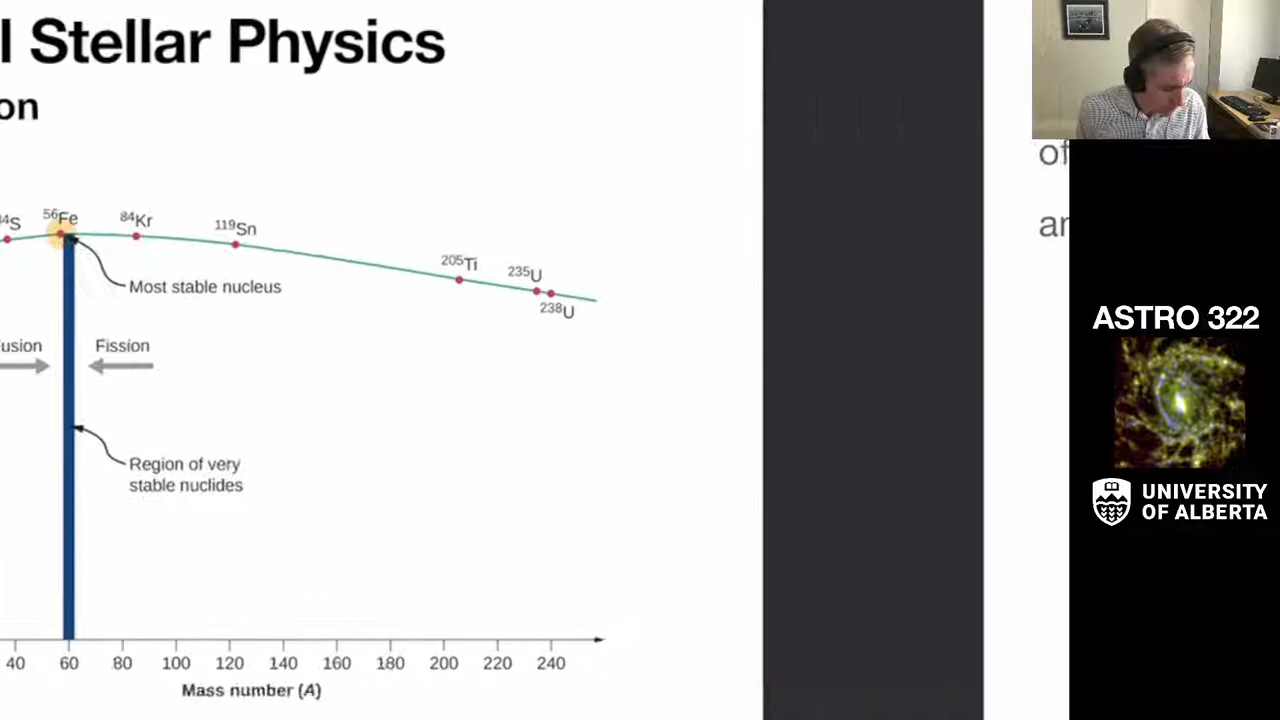 l Stellar Physics
on
34S
56Fe
84Kr
119Sn
205Ti
235U
238U
Most stable nucleus
usion
Fission
Region of very
stable nuclides
40 60 80 100 120 140 160 180 200 220 240
Mass number (A)
of
ar
ASTRO 322
UNIVERSITY
OF ALBERTA